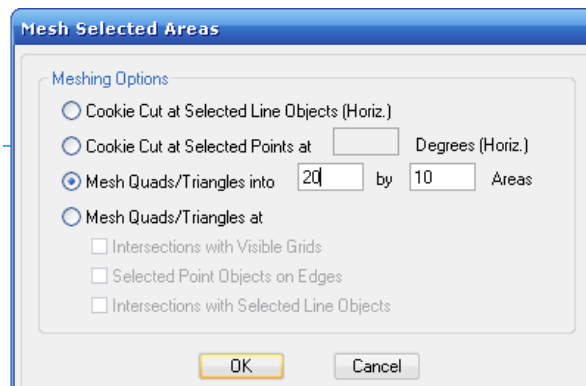 Mesh Selected Areas
Meshing Options
Cookie Cut at Selected Line Objects (Horiz.)
Cookie Cut at Selected Points at Degrees (Horiz.)
Mesh Quads/Triangles into 20 by 10 Areas
Mesh Quads/Triangles at
Intersections with Visible Grids
Selected Point Objects on Edges
Intersections with Selected Line Objects
OK Cancel